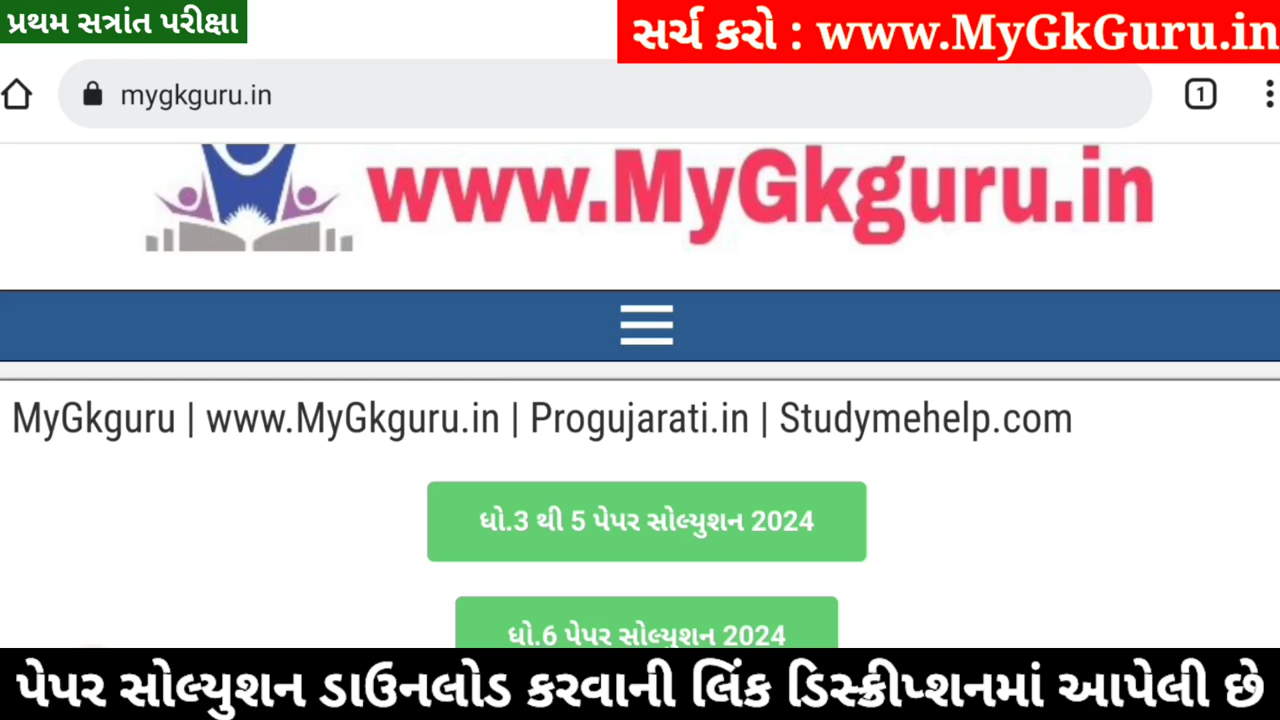 પ્રથમ સત્રાંત પરીક્ષા
સર્ચ કરો : www.MyGkGuru.in
mygkguru.in
1
www.MyGkguru.in
MyGkguru | www.MyGkguru.in | Progujarati.in | Studymehelp.com
ધો.3 થી 5 પેપર સોલ્યુશન 2024
ધો.6 પેપર સોલ્યુશન 2024
પેપર સોલ્યુશન ડાઉનલોડ કરવાની લિંક ડિસ્ક્રીપ્શનમાં આપેલી છે